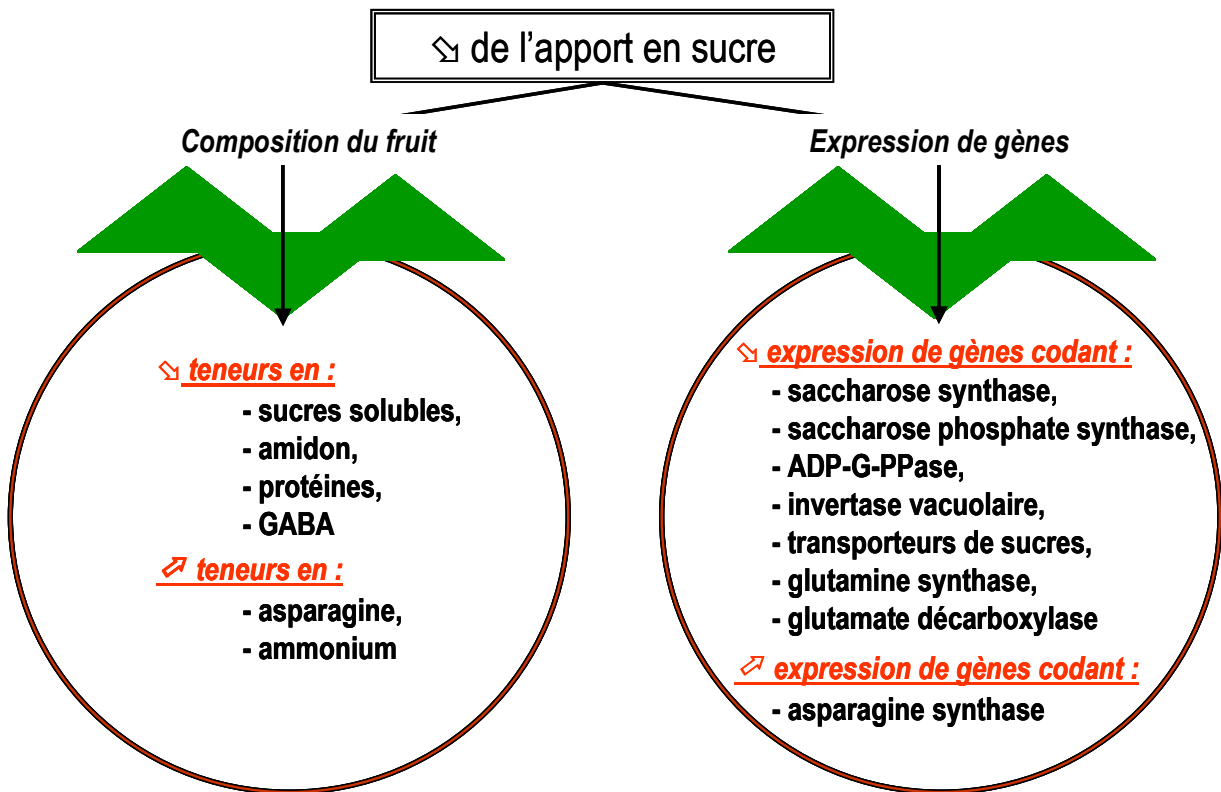 ⬂ de l'apport en sucre
Composition du fruit
⬂ teneurs en :
- sucres solubles,
- amidon,
- protéines,
- GABA
⬀ teneurs en :
- asparagine,
- ammonium
Expression de gènes
⬂ expression de gènes codant :
- saccharose synthase,
- saccharose phosphate synthase,
- ADP-G-PPase,
- invertase vacuolaire,
- transporteurs de sucres,
- glutamine synthase,
- glutamate décarboxylase
⬀ expression de gènes codant :
- asparagine synthase